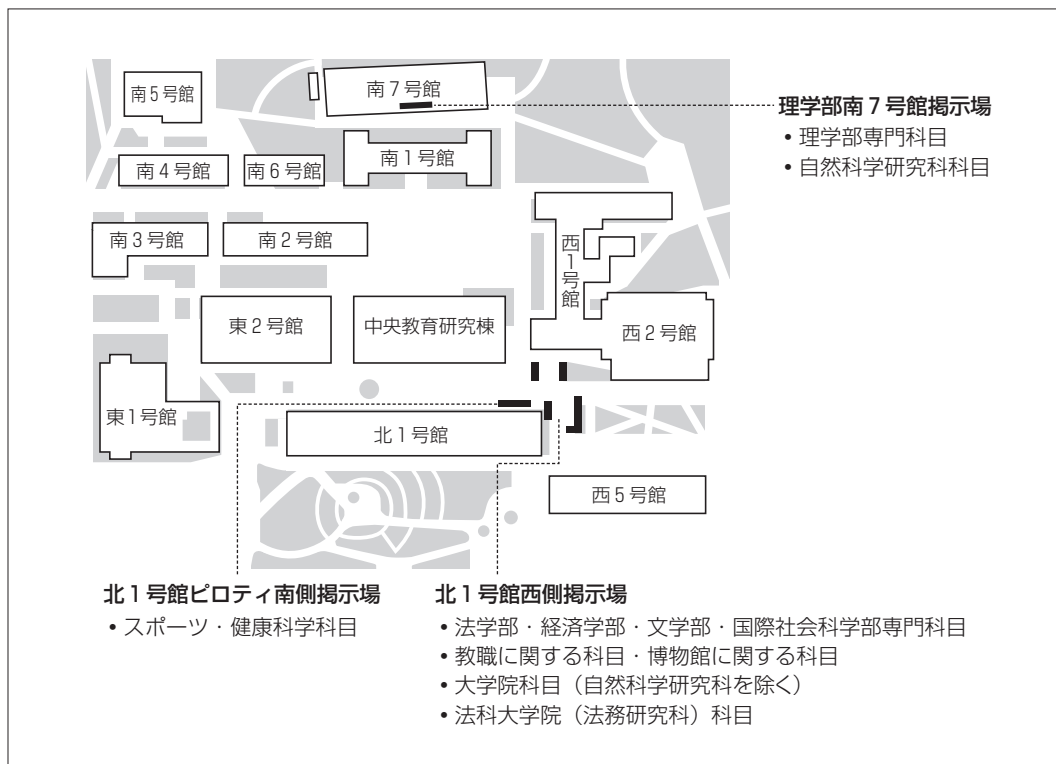 南5号館
南7号館
南4号館
南6号館
南1号館
理学部南7号館掲示場
• 理学部専門科目
• 自然科学研究科科目
南3号館
南2号館
西1号館
東2号館
中央教育研究棟
西2号館
東1号館
北1号館
西5号館
北1号館ピロティ南側掲示場
• スポーツ・健康科学科目
北1号館西側掲示場
• 法学部・経済学部・文学部・国際社会科学部専門科目
• 教職に関する科目・博物館に関する科目
• 大学院科目（自然科学研究科を除く）
• 法科大学院（法務研究科）科目